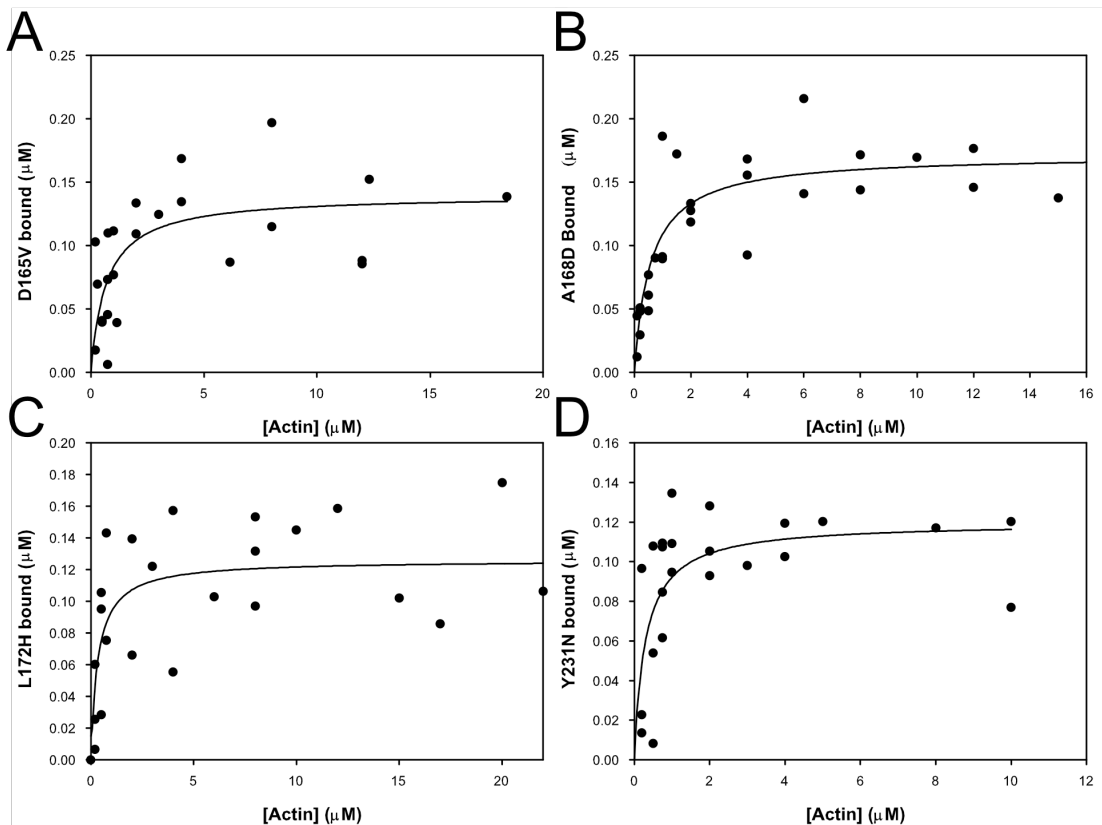 A
D165V bound (μM)
0.25
0.20
0.15
0.10
0.05
0.00
0 5 10 15 20
[Actin] (μM)
B
A168D Bound (μM)
0.25
0.20
0.15
0.10
0.05
0.00
0 2 4 6 8 10 12 14 16
[Actin] (μM)
C
L172H bound (μM)
0.20
0.18
0.16
0.14
0.12
0.10
0.08
0.06
0.04
0.02
0.00
0 5 10 15 20
[Actin] (μM)
D
Y231N bound (μM)
0.16
0.14
0.12
0.10
0.08
0.06
0.04
0.02
0.00
0 2 4 6 8 10 12
[Actin] (μM)